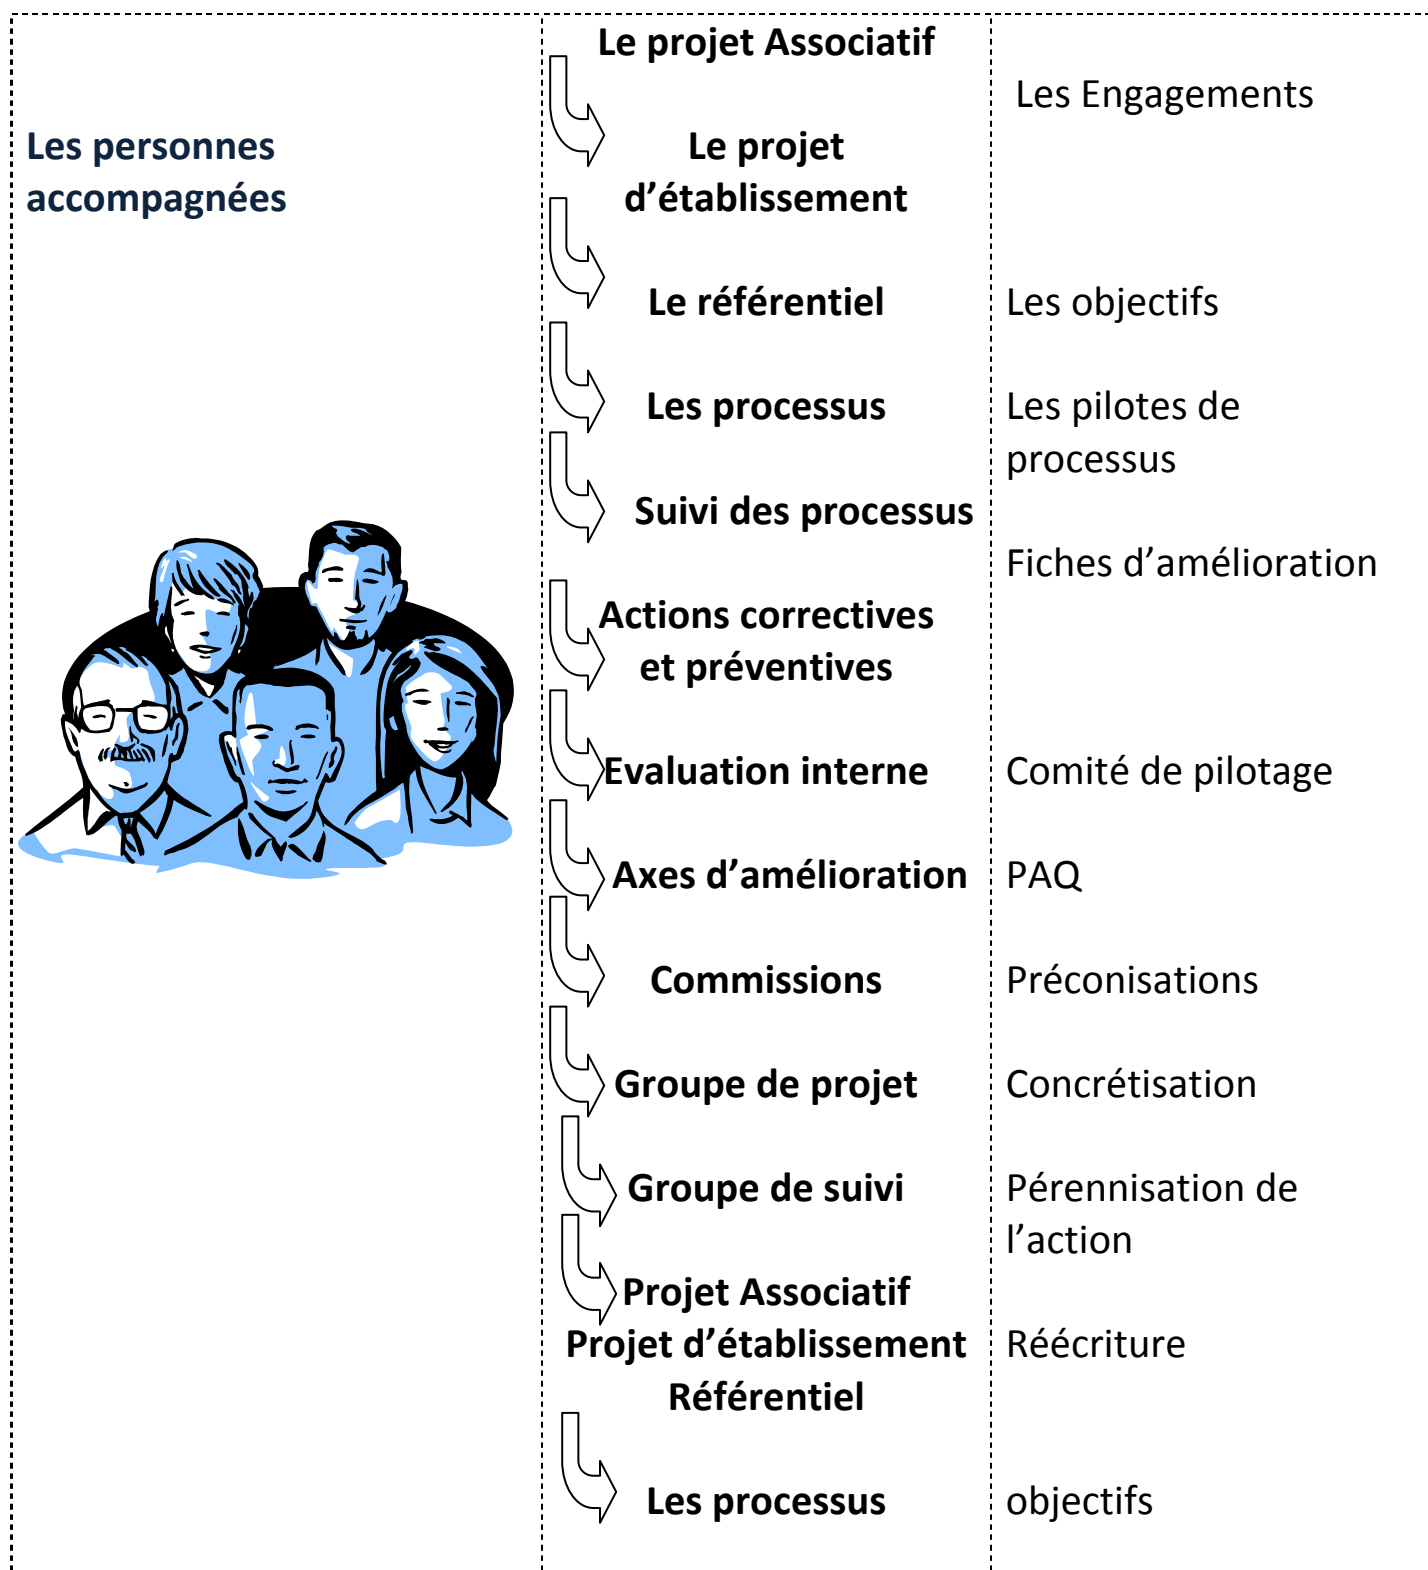 Les personnes
accompagnées
Le projet Associatif
Le projet
d’établissement
Le référentiel
Les processus
Suivi des processus
Actions correctives
et préventives
Evaluation interne
Axes d’amélioration
Commissions
Groupe de projet
Groupe de suivi
Projet Associatif
Projet d’établissement
Référentiel
Les processus
Les Engagements
Les objectifs
Les pilotes de
processus
Fiches d’amélioration
Comité de pilotage
PAQ
Préconisations
Concrétisation
Pérennisation de
l’action
Réécriture
objectifs